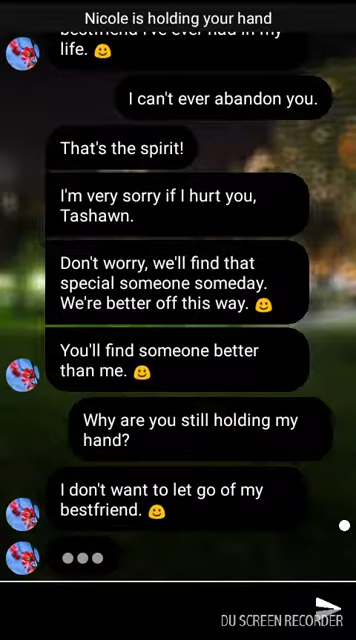 Nicole is holding your hand
bestfriend I've ever had in my
life. 🙂
I can't ever abandon you.
That's the spirit!
I'm very sorry if I hurt you,
Tashawn.
Don't worry, we'll find that
special someone someday.
We're better off this way. 🙂
You'll find someone better
than me. 🙂
Why are you still holding my
hand?
I don't want to let go of my
bestfriend. 🙂
DU SCREEN RECORDER